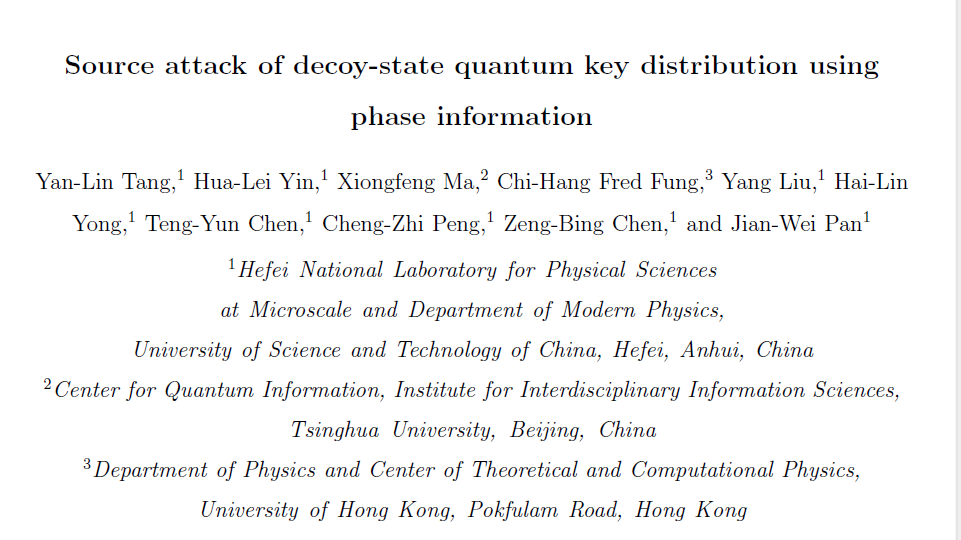 Source attack of decoy-state quantum key distribution using
phase information
Yan-Lin Tang,1 Hua-Lei Yin,1 Xiongfeng Ma,2 Chi-Hang Fred Fung,3 Yang Liu,1 Hai-Lin
Yong,1 Teng-Yun Chen,1 Cheng-Zhi Peng,1 Zeng-Bing Chen,1 and Jian-Wei Pan1
1Hefei National Laboratory for Physical Sciences
at Microscale and Department of Modern Physics,
University of Science and Technology of China, Hefei, Anhui, China
2Center for Quantum Information, Institute for Interdisciplinary Information Sciences,
Tsinghua University, Beijing, China
3Department of Physics and Center of Theoretical and Computational Physics,
University of Hong Kong, Pokfulam Road, Hong Kong